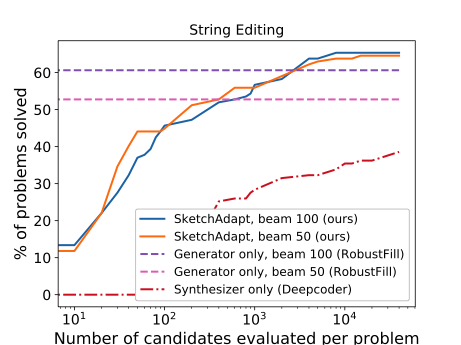 String Editing
% of problems solved
60
50
40
30
20
10
0
SketchAdapt, beam 100 (ours)
SketchAdapt, beam 50 (ours)
Generator only, beam 100 (RobustFill)
Generator only, beam 50 (RobustFill)
Synthesizer only (Deepcoder)
10¹ 10² 10³ 10⁴
Number of candidates evaluated per problem